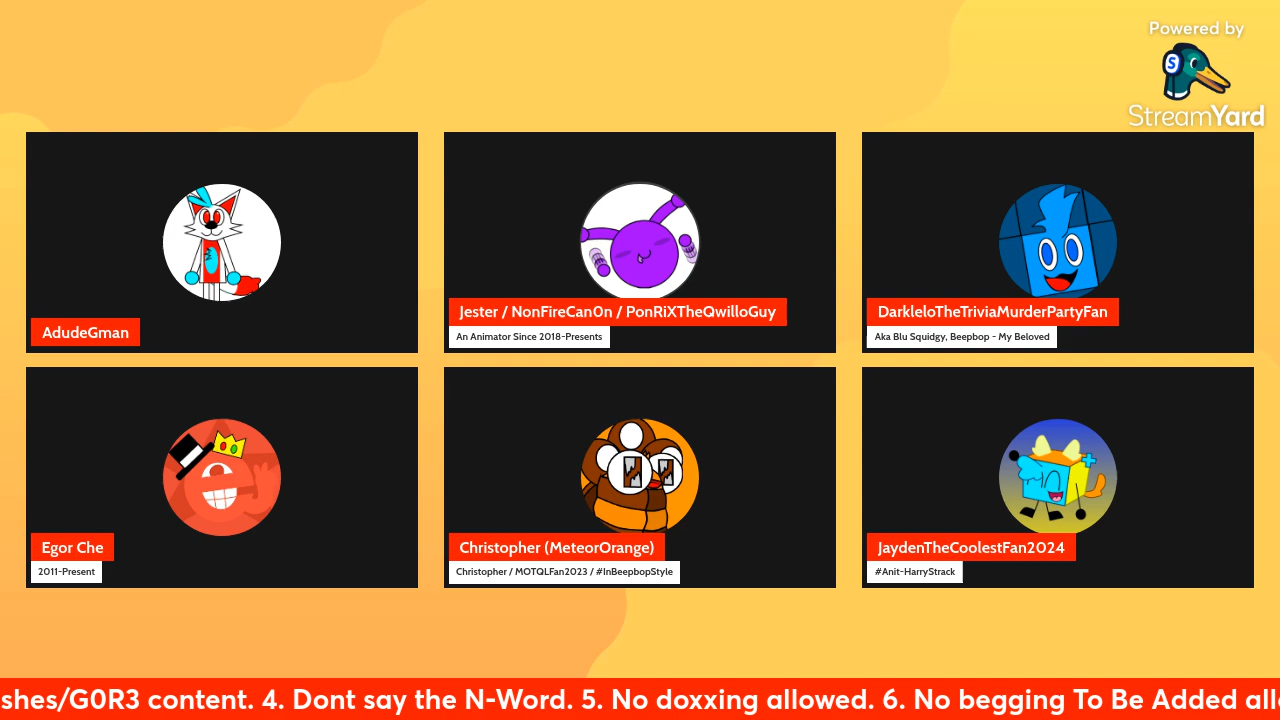 Powered by
S
StreamYard
AdudeGman
Jester / NonFireCan0n / PonRiXTheQwilloGuy
An Animator Since 2018-Presents
DarkleloTheTriviaMurderPartyFan
Aka Blu Squidgy, Beepbop - My Beloved
Egor Che
2011-Present
Christopher (MeteorOrange)
Christopher / MOTQLFan2023 / #InBeepbopStyle
JaydenTheCoolestFan2024
#Anit-HarryStrack
shes/G0R3 content. 4. Dont say the N-Word. 5. No doxxing allowed. 6. No begging To Be Added all